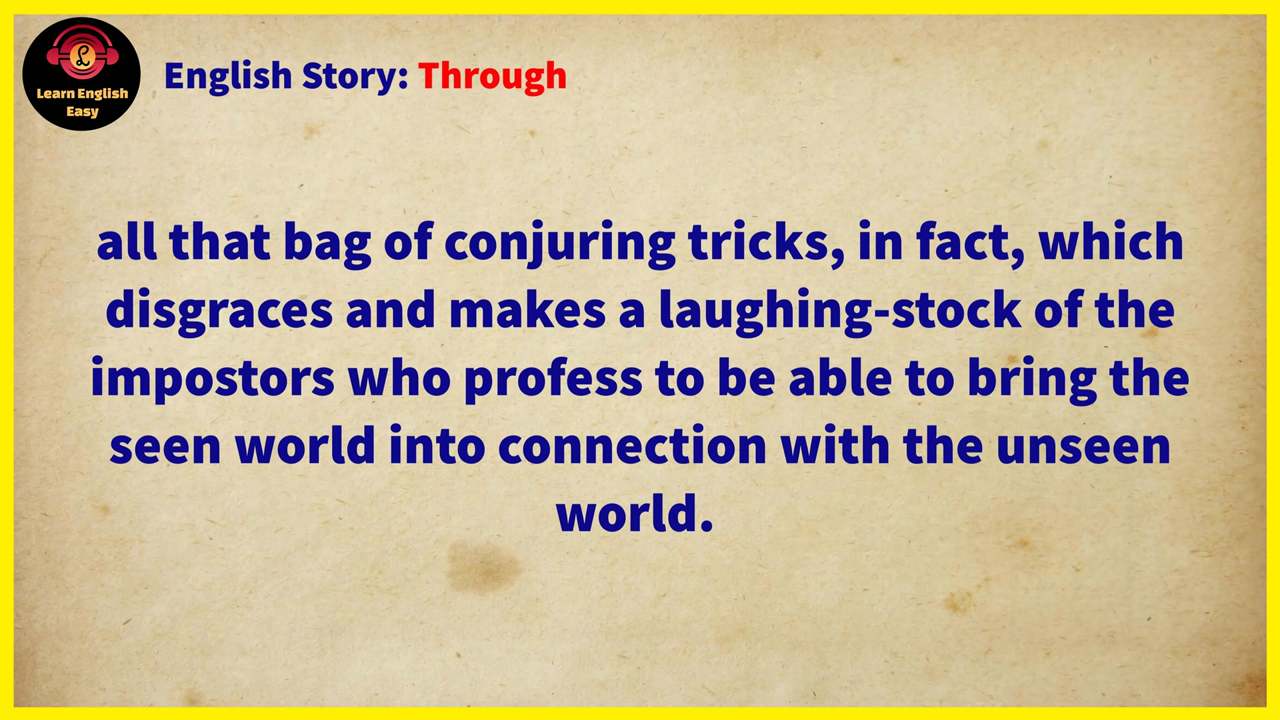 Learn English
Easy
English Story: Through
all that bag of conjuring tricks, in fact, which
disgraces and makes a laughing-stock of the
impostors who profess to be able to bring the
seen world into connection with the unseen
world.